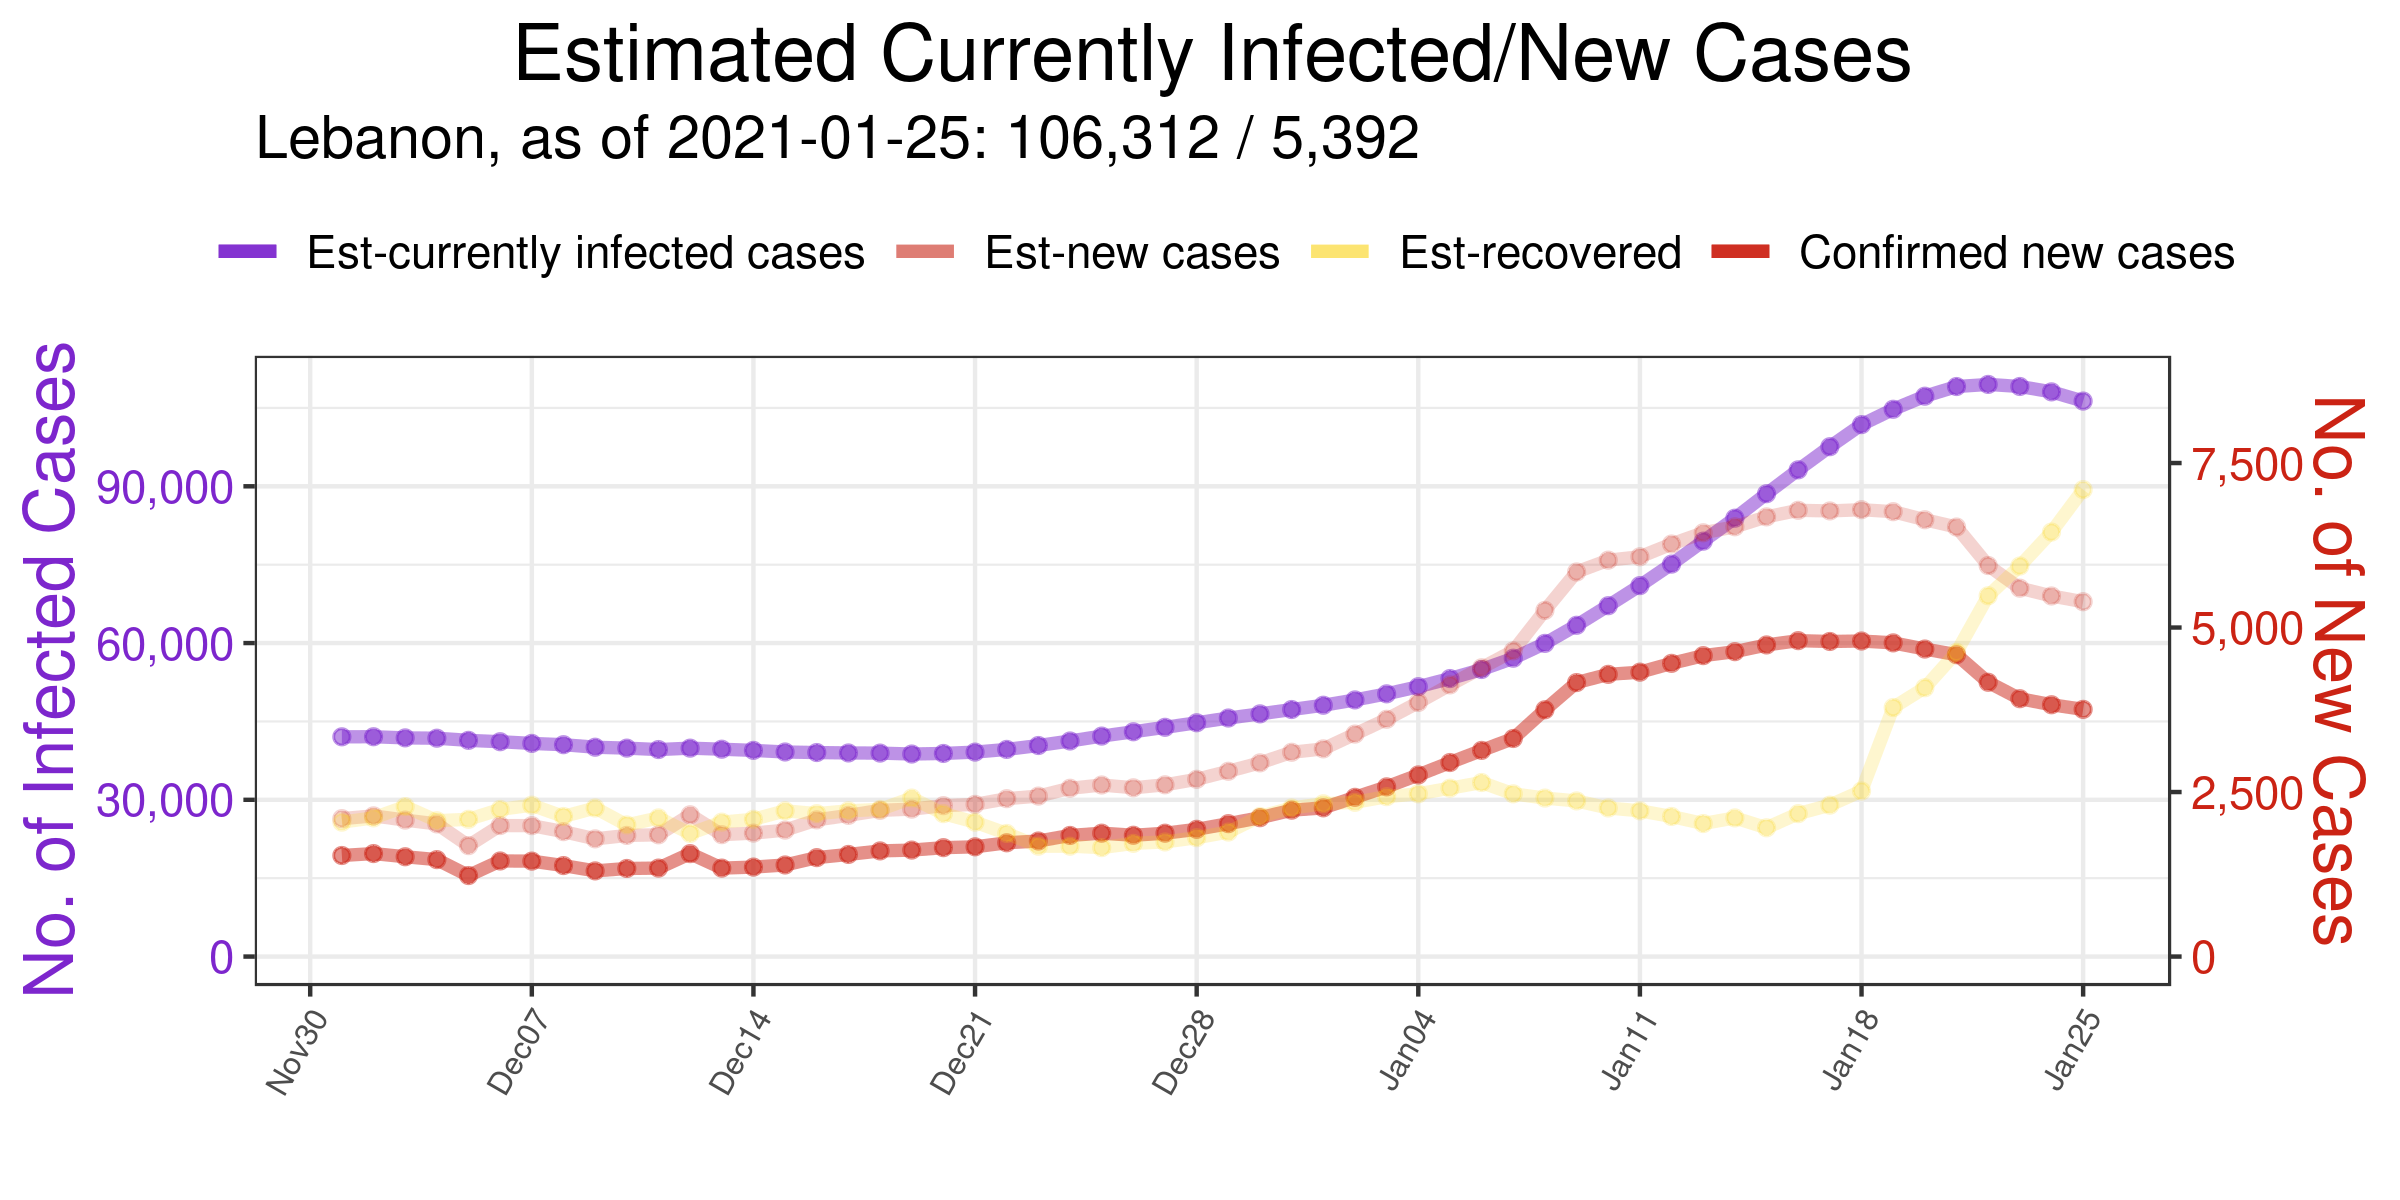 Estimated Currently Infected/New Cases
Lebanon, as of 2021-01-25: 106,312 / 5,392
Est-currently infected cases Est-new cases Est-recovered Confirmed new cases
No. of Infected Cases
90,000
60,000
30,000
0
7,500
5,000
2,500
0
No. of New Cases
Nov30 Dec07 Dec14 Dec21 Dec28 Jan04 Jan11 Jan18 Jan25